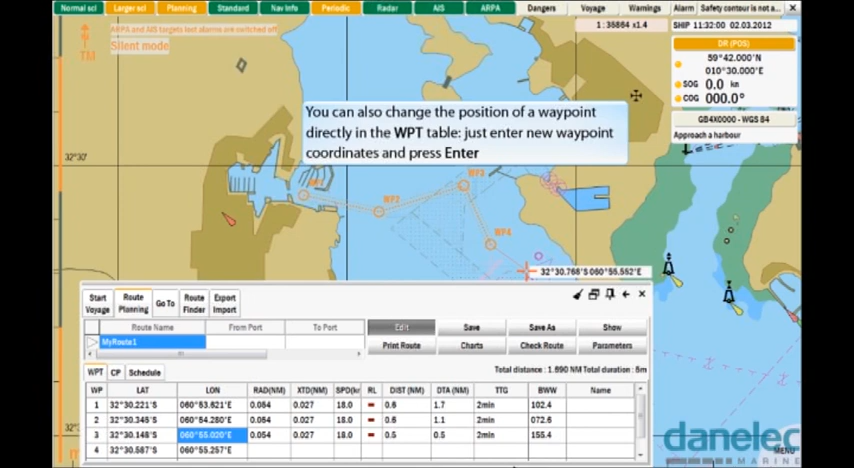 Normal scl Larger scl Planning Standard Nav Info Periodic Radar AIS ARPA Dangers Voyage Warnings Alarm Safety contour is not a... X
ARPA and AIS targets lost alarms are switched off
Silent mode
TM
1 : 35864 x1.4
SHIP 11:32:00 02.03.2012
DR (POS)
59°42.000'N
010°30.000'E
SOG 0.0 kn
COG 000.0°
GB4X0000 - WGS 84
Approach a harbour
You can also change the position of a waypoint
directly in the WPT table: just enter new waypoint
coordinates and press Enter
32°30'
WP1
WP2
WP3
WP4
32°30.768'S 060°55.552'E
Start Voyage
Route Planning
Go To
Route Finder
Export Import
Route Name From Port To Port
MyRoute1
Edit Save Save As Show
Print Route Charts Check Route Parameters
WPT CP Schedule
Total distance : 1.690 NM Total duration : 6m
WP LAT LON RAD(NM) XTD(NM) SPD(kr RL DIST (NM) DTA (NM) TTG BWW Name
1 32°30.221'S 060°53.621'E 0.054 0.027 18.0 0.6 1.7 2min 102.4
2 32°30.345'S 060°54.280'E 0.054 0.027 18.0 0.6 1.1 2min 072.6
3 32°30.148'S 060°55.020'E 0.054 0.027 18.0 0.5 0.5 2min 155.4
4 32°30.587'S 060°55.257'E
32°3
danelec
MARINE
MENU